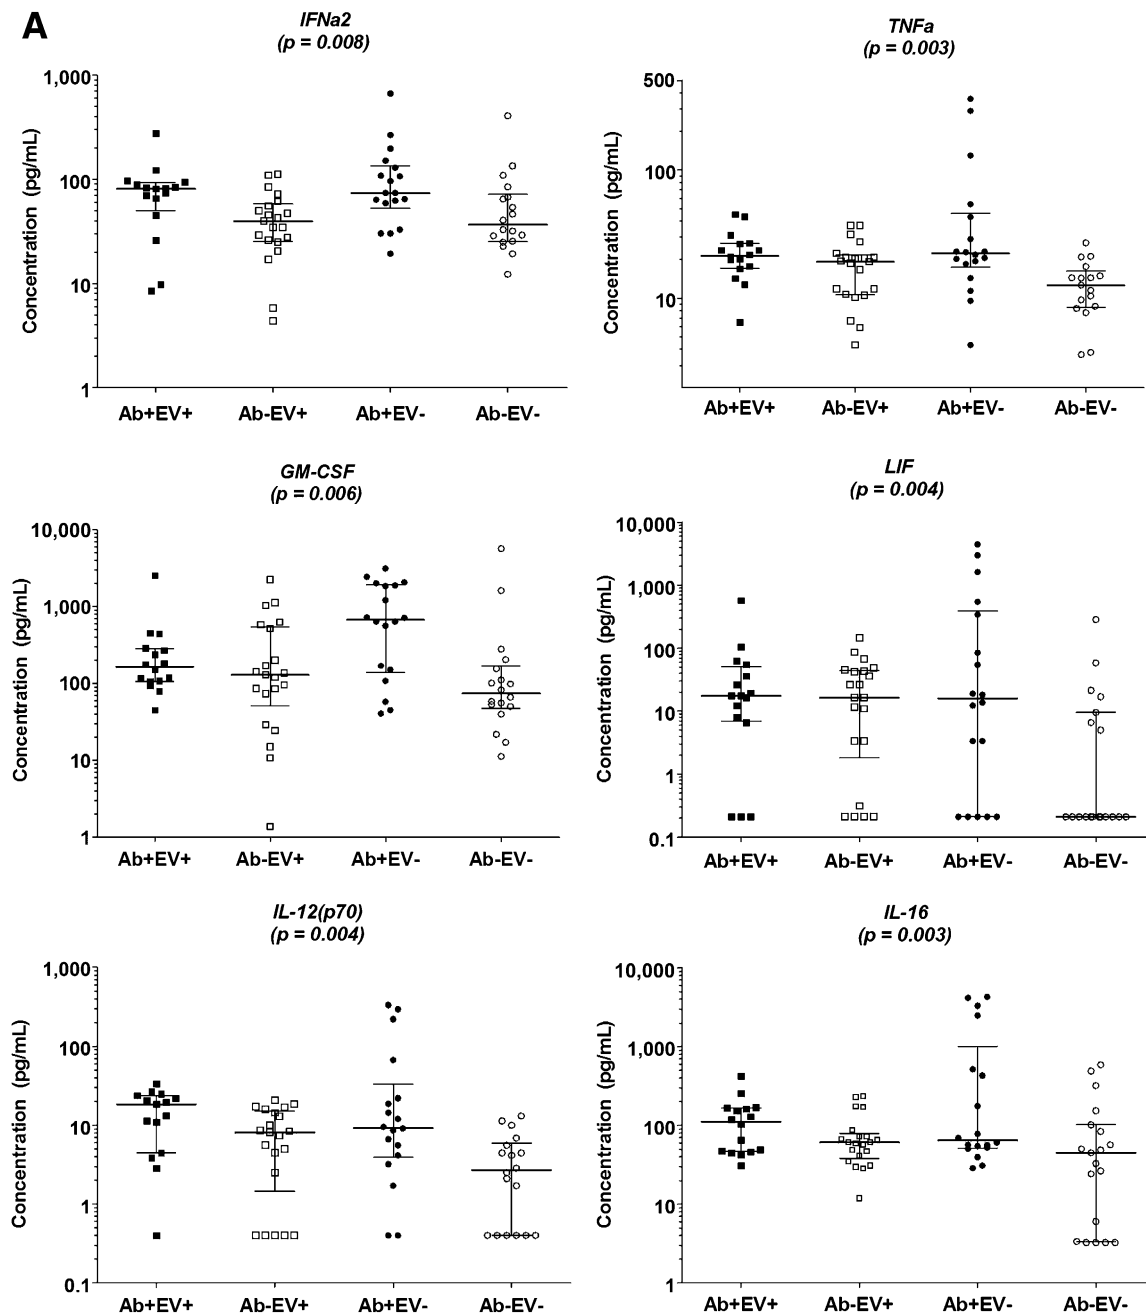 A
IFNa2
(p = 0.008)
Concentration (pg/mL)
1,000
100
10
1
Ab+EV+ Ab-EV+ Ab+EV- Ab-EV-
TNFa
(p = 0.003)
Concentration (pg/mL)
500
100
10
Ab+EV+ Ab-EV+ Ab+EV- Ab-EV-
GM-CSF
(p = 0.006)
Concentration (pg/mL)
10,000
1,000
100
10
1
Ab+EV+ Ab-EV+ Ab+EV- Ab-EV-
LIF
(p = 0.004)
Concentration (pg/mL)
10,000
1,000
100
10
1
0.1
Ab+EV+ Ab-EV+ Ab+EV- Ab-EV-
IL-12(p70)
(p = 0.004)
Concentration (pg/mL)
1,000
100
10
1
0.1
Ab+EV+ Ab-EV+ Ab+EV- Ab-EV-
IL-16
(p = 0.003)
Concentration (pg/mL)
10,000
1,000
100
10
1
Ab+EV+ Ab-EV+ Ab+EV- Ab-EV-